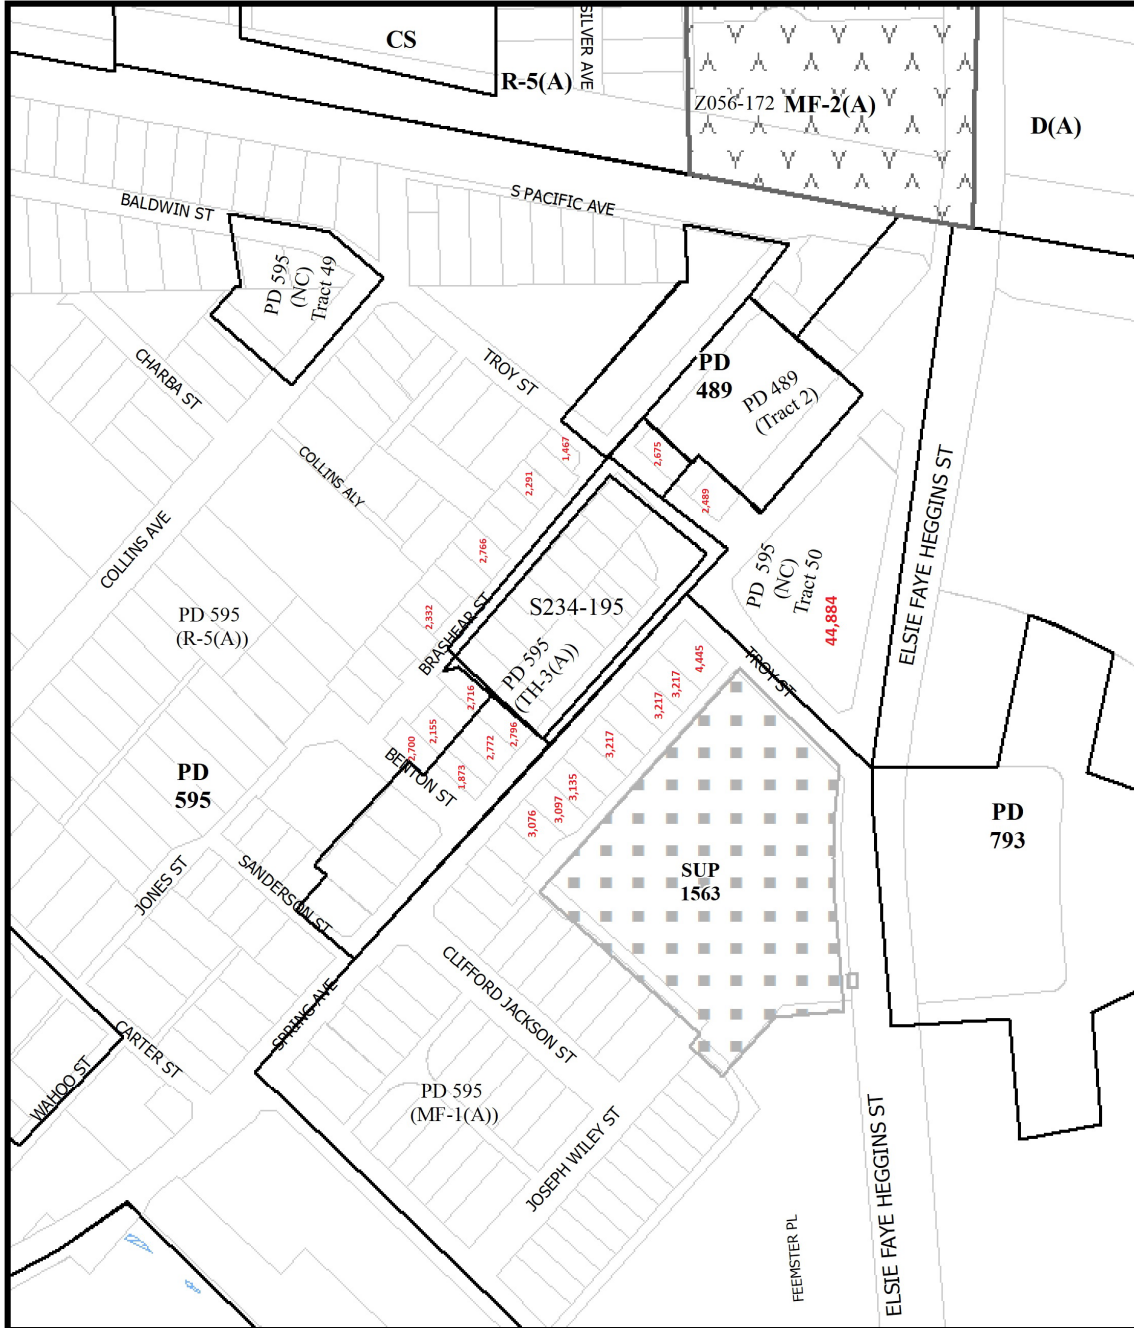 CS
SILVER AVE
R-5(A)
Z056-172 MF-2(A)
D(A)
BALDWIN ST
S PACIFIC AVE
PD 595
(NC)
Tract 49
CHARBA ST
TROY ST
PD
489
PD 489
(Tract 2)
COLLINS ALY
1,467
2,291
2,675
2,489
COLLINS AVE
2,766
ELSIE FAYE HEGGINS ST
PD 595
(NC)
Tract 50
44,884
PD 595
(R-5(A))
2,332
BRASHEAR ST
S234-195
PD 595
(TH-3(A))
TROY ST
4,445
3,217
3,217
3,217
2,716
2,155
2,700
2,796
2,772
1,873
BENTON ST
3,135
3,097
3,076
PD
595
PD
793
SUP
1563
JONES ST
SANDERSON ST
CLIFFORD JACKSON ST
SPRING AVE
CARTER ST
WAHOO ST
PD 595
(MF-1(A))
JOSEPH WILEY ST
ELSIE FAYE HEGGINS ST
FEEMSTER PL